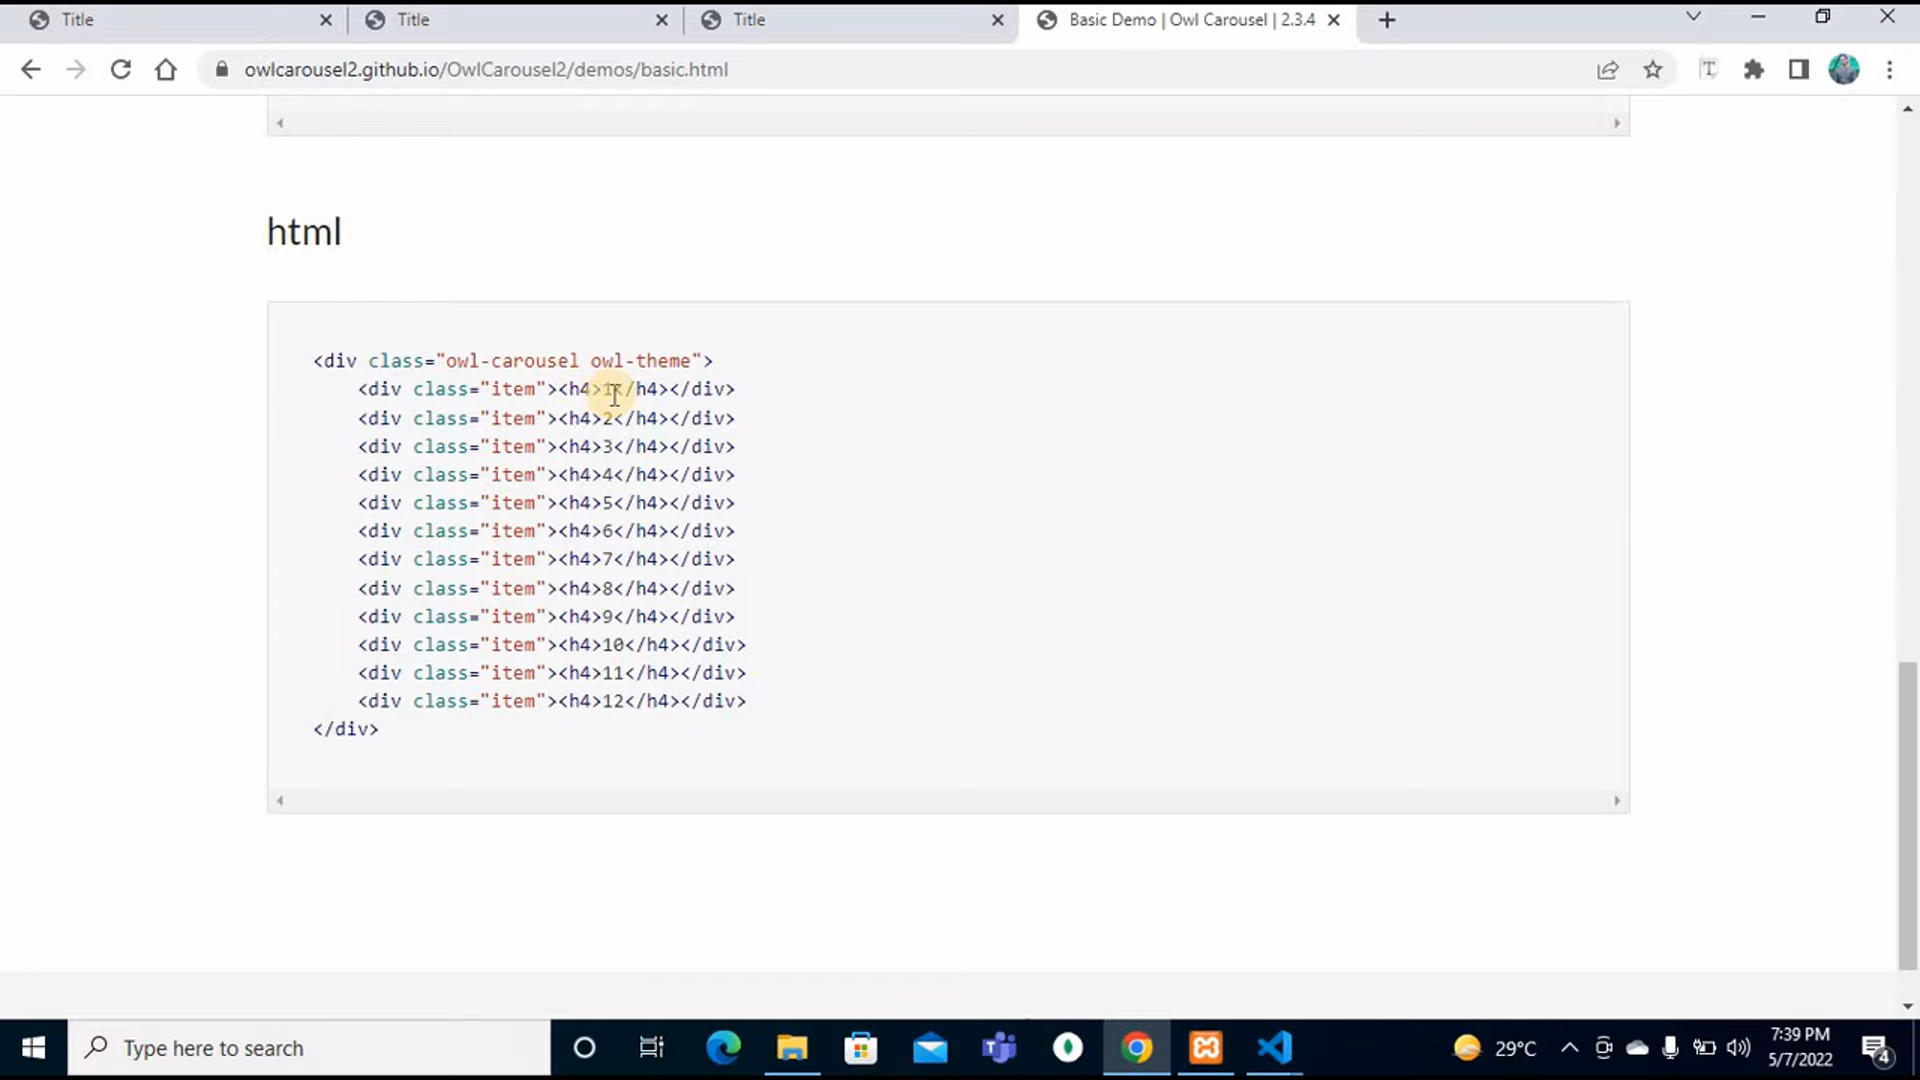 Title
Title
Title
Basic Demo | Owl Carousel | 2.3.4
owlcarousel2.github.io/OwlCarousel2/demos/basic.html
html
<div class="owl-carousel owl-theme">
<div class="item"><h4>1</h4></div>
<div class="item"><h4>2</h4></div>
<div class="item"><h4>3</h4></div>
<div class="item"><h4>4</h4></div>
<div class="item"><h4>5</h4></div>
<div class="item"><h4>6</h4></div>
<div class="item"><h4>7</h4></div>
<div class="item"><h4>8</h4></div>
<div class="item"><h4>9</h4></div>
<div class="item"><h4>10</h4></div>
<div class="item"><h4>11</h4></div>
<div class="item"><h4>12</h4></div>
</div>
Type here to search
29°C
7:39 PM
5/7/2022
4